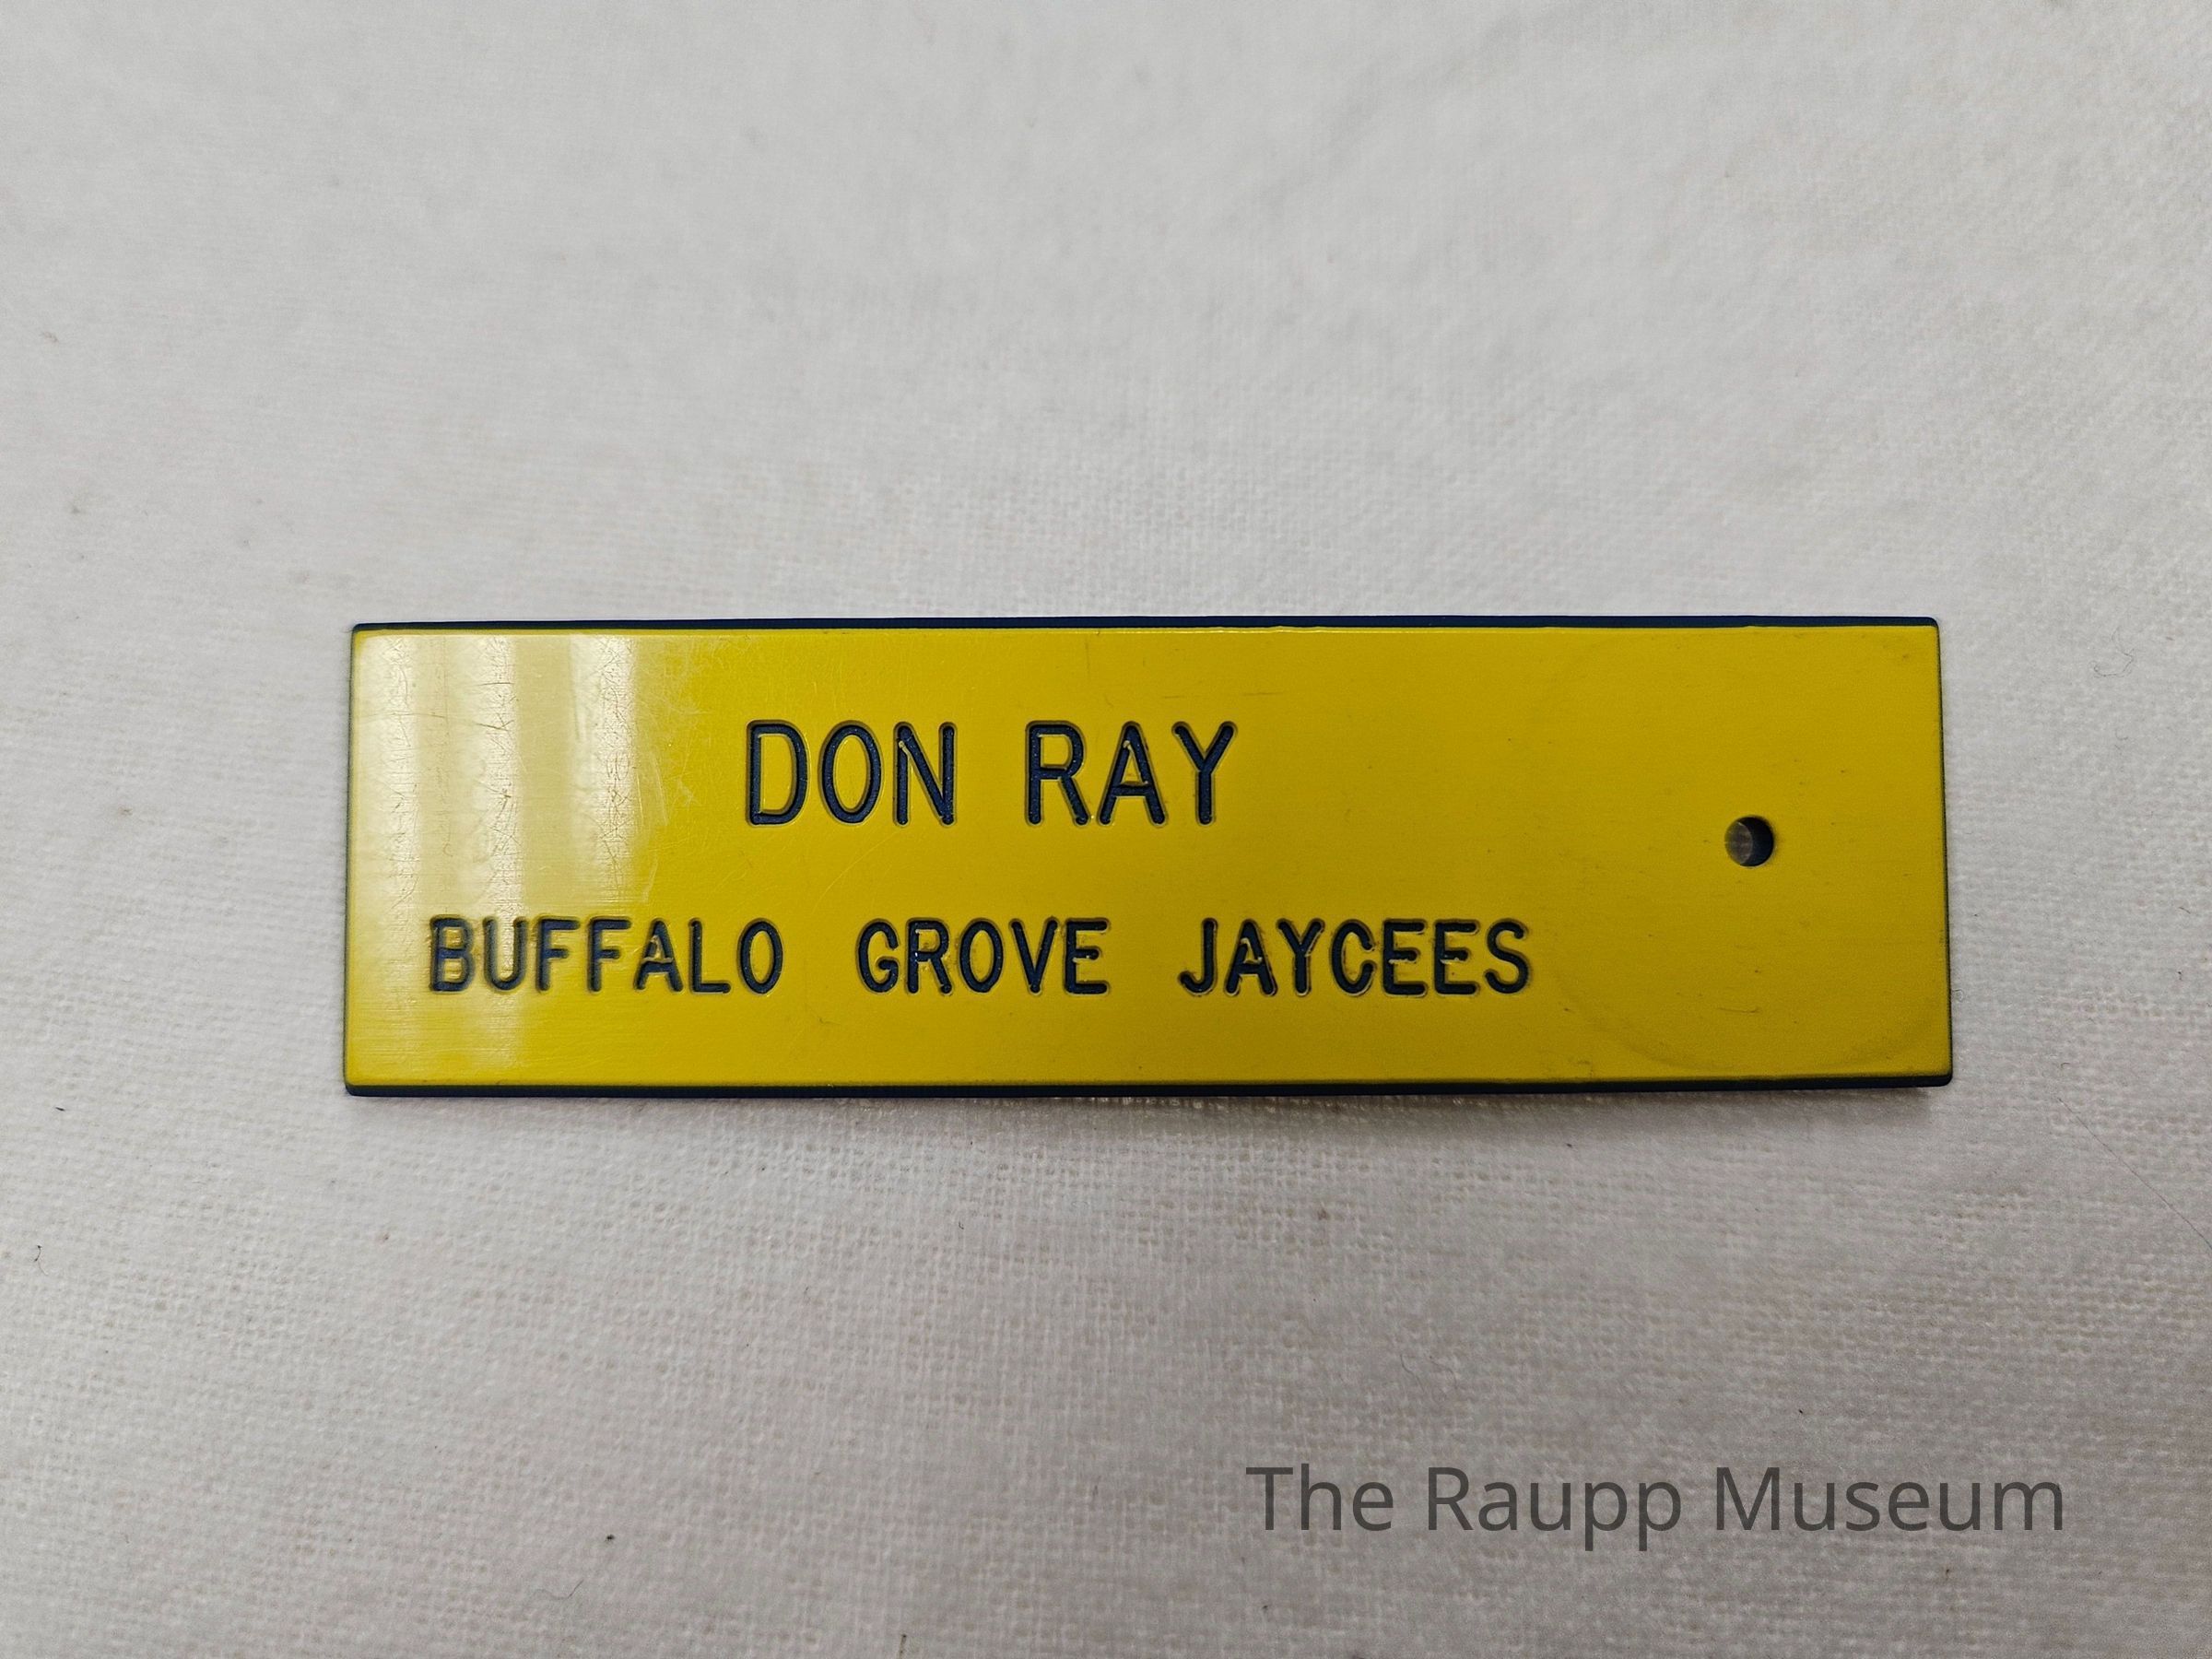 DON RAY
BUFFALO GROVE JAYCEES
The Raupp Museum